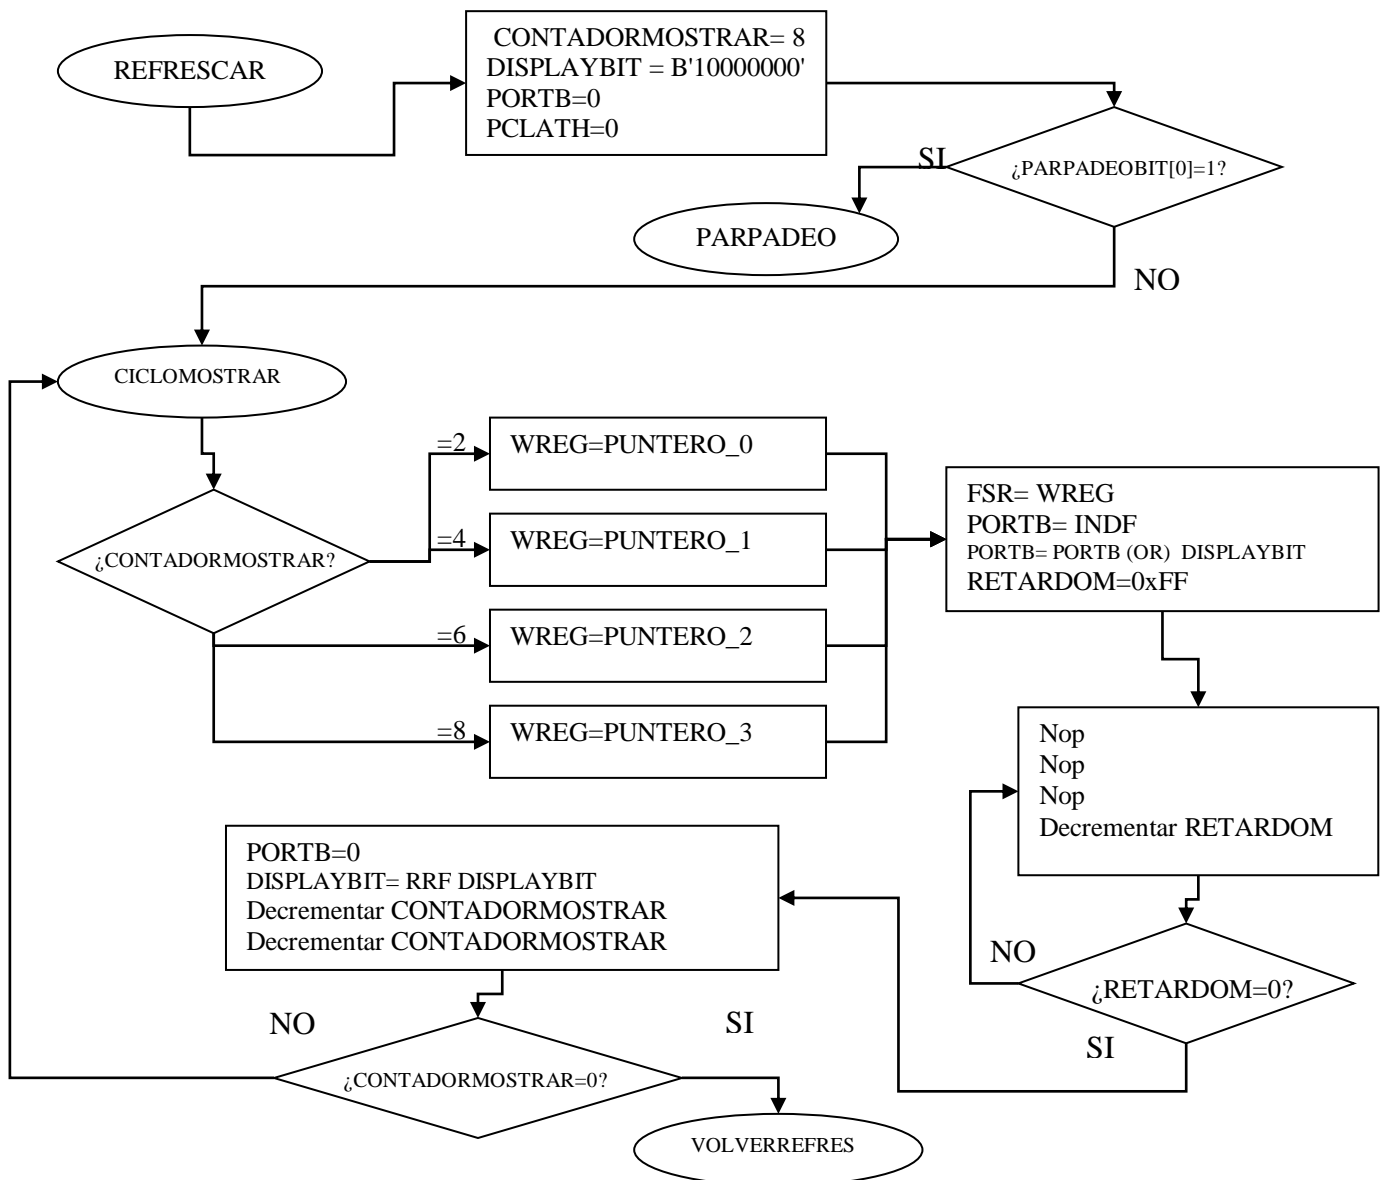 REFRESCAR
CONTADORMOSTRAR= 8
DISPLAYBIT = B'10000000'
PORTB=0
PCLATH=0
SI
¿PARPADEOBIT[0]=1?
PARPADEO
NO
CICLOMOSTRAR
¿CONTADORMOSTRAR?
=2
WREG=PUNTERO_0
=4
WREG=PUNTERO_1
=6
WREG=PUNTERO_2
=8
WREG=PUNTERO_3
FSR= WREG
PORTB= INDF
PORTB= PORTB (OR) DISPLAYBIT
RETARDOM=0xFF
Nop
Nop
Nop
Decrementar RETARDOM
NO
¿RETARDOM=0?
SI
PORTB=0
DISPLAYBIT= RRF DISPLAYBIT
Decrementar CONTADORMOSTRAR
Decrementar CONTADORMOSTRAR
NO
SI
¿CONTADORMOSTRAR=0?
VOLVERREFRES